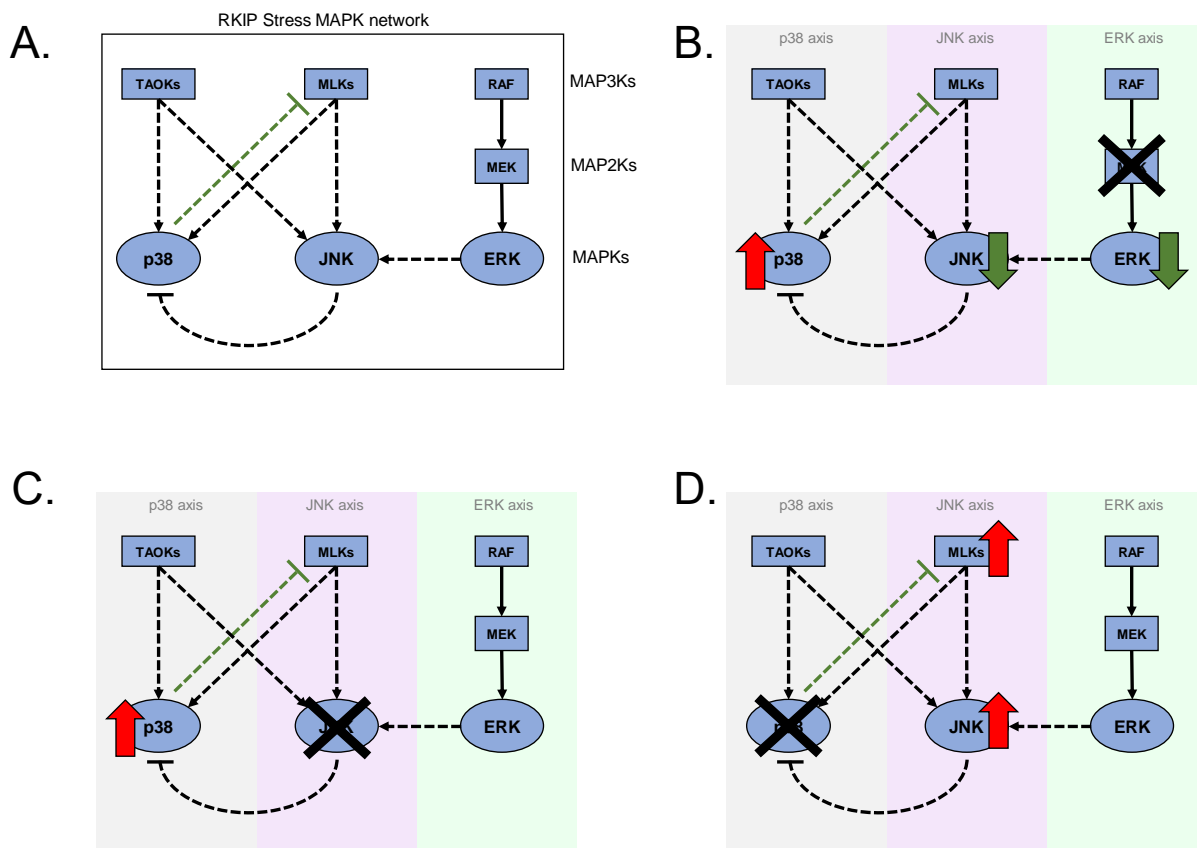 A.
RKIP Stress MAPK network
TAOKs
MLKs
RAF
MAP3Ks
MEK
MAP2Ks
p38
JNK
ERK
MAPKs
B.
p38 axis
JNK axis
ERK axis
TAOKs
MLKs
RAF
p38
JNK
ERK
C.
p38 axis
JNK axis
ERK axis
TAOKs
MLKs
RAF
MEK
p38
ERK
D.
p38 axis
JNK axis
ERK axis
TAOKs
MLKs
RAF
MEK
JNK
ERK